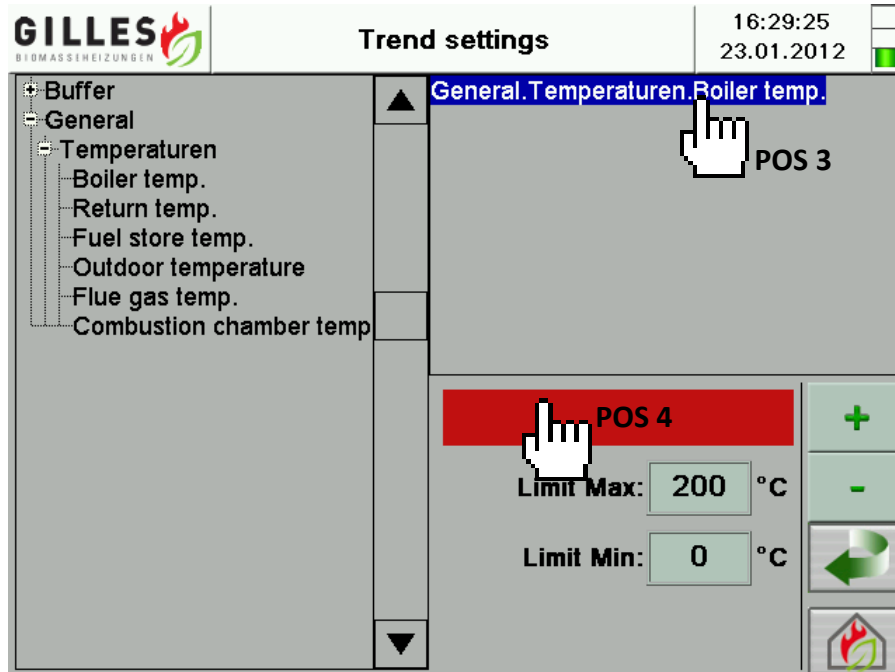 GILLES
BIOMASSEHEIZUNGEN
Trend settings
16:29:25
23.01.2012
Buffer
General
Temperaturen
Boiler temp.
Return temp.
Fuel store temp.
Outdoor temperature
Flue gas temp.
Combustion chamber temp
General.Temperaturen.Boiler temp.
POS 3
POS 4
+
Limit Max: 200 °C
-
Limit Min: 0 °C